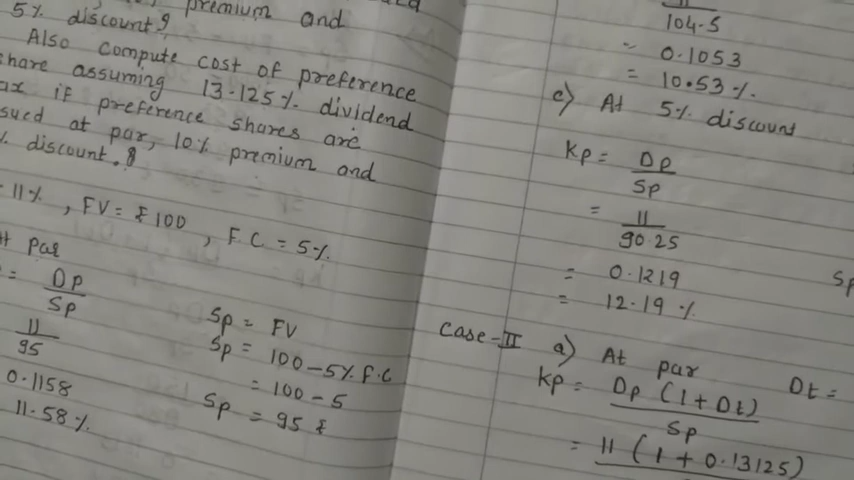 premium and
5% discount?
Also compute cost of preference
share assuming 13.125% dividend
ax if preference shares are
sued at par, 10% premium and
% discount.?
11%, FV = ₹100, F.C = 5%.
At par
= Dp
Sp
11
95
0.1158
11.58%.
Sp = FV
Sp = 100 - 5% F.C
= 100 - 5
Sp = 95 ₹
11
104.5
= 0.1053
= 10.53%.
c) At 5% discount
Kp = Dp
Sp
= 11
90.25
= 0.1219
= 12.19%
Sp
Case-II a) At par
Dt =
Kp = Dp (1 + Dt)
Sp
= 11 (1 + 0.13125)